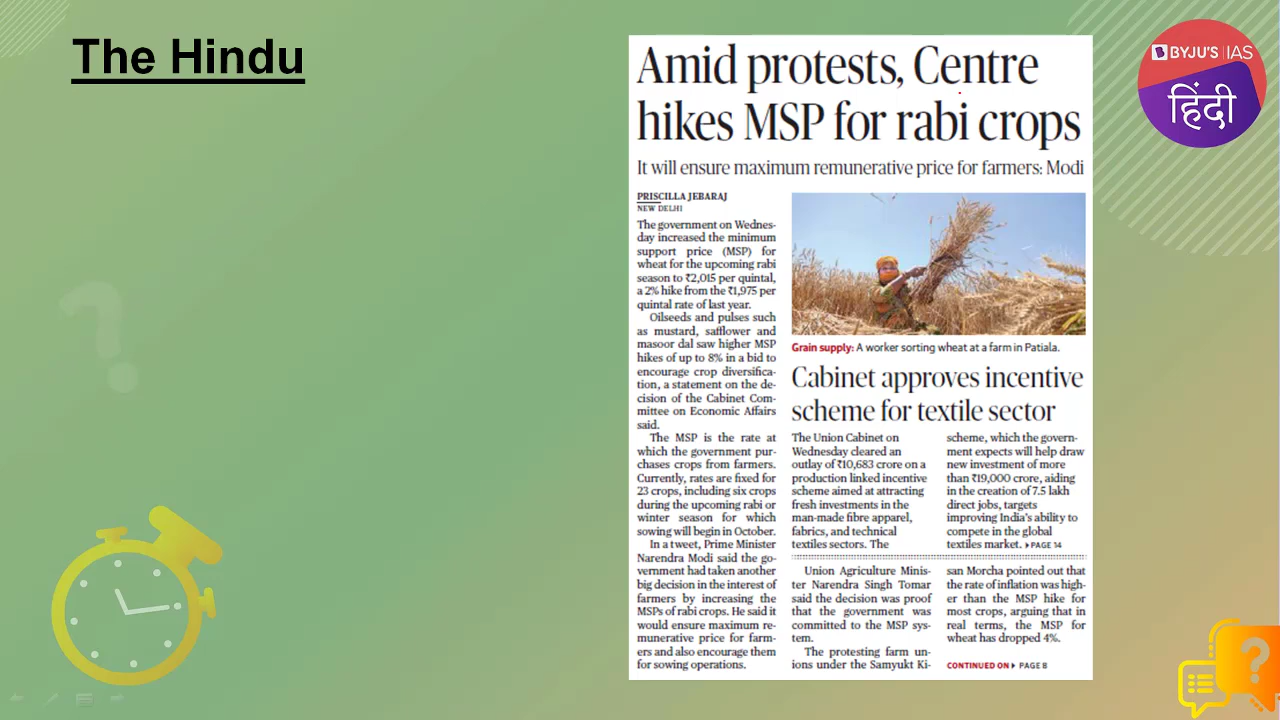 The Hindu
BYJU'S IAS
हिंदी
Amid protests, Centre
hikes MSP for rabi crops
It will ensure maximum remunerative price for farmers: Modi
PRISCILLA JEBARAJ
NEW DELHI
The government on Wednes-
day increased the minimum
support price (MSP) for
wheat for the upcoming rabi
season to ₹2,015 per quintal,
a 2% hike from the ₹1,975 per
quintal rate of last year.
Oilseeds and pulses such
as mustard, safflower and
masoor dal saw higher MSP
hikes of up to 8% in a bid to
encourage crop diversifica-
tion, a statement on the de-
cision of the Cabinet Com-
mittee on Economic Affairs
said.
The MSP is the rate at
which the government pur-
chases crops from farmers.
Currently, rates are fixed for
23 crops, including six crops
during the upcoming rabi or
winter season for which
sowing will begin in October.
In a tweet, Prime Minister
Narendra Modi said the go-
vernment had taken another
big decision in the interest of
farmers by increasing the
MSPs of rabi crops. He said it
would ensure maximum re-
munerative price for farm-
ers and also encourage them
for sowing operations.
Grain supply: A worker sorting wheat at a farm in Patiala.
Cabinet approves incentive
scheme for textile sector
The Union Cabinet on
Wednesday cleared an
outlay of ₹10,683 crore on a
production linked incentive
scheme aimed at attracting
fresh investments in the
man-made fibre apparel,
fabrics, and technical
textiles sectors. The
scheme, which the govern-
ment expects will help draw
new investment of more
than ₹19,000 crore, aiding
in the creation of 7.5 lakh
direct jobs, targets
improving India's ability to
compete in the global
textiles market. PAGE 14
Union Agriculture Minis-
ter Narendra Singh Tomar
said the decision was proof
that the government was
committed to the MSP sys-
tem.
The protesting farm un-
ions under the Samyukt Ki-
san Morcha pointed out that
the rate of inflation was high-
er than the MSP hike for
most crops, arguing that in
real terms, the MSP for
wheat has dropped 4%.
CONTINUED ON PAGE 8